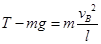 T − mg = m v_B² / l